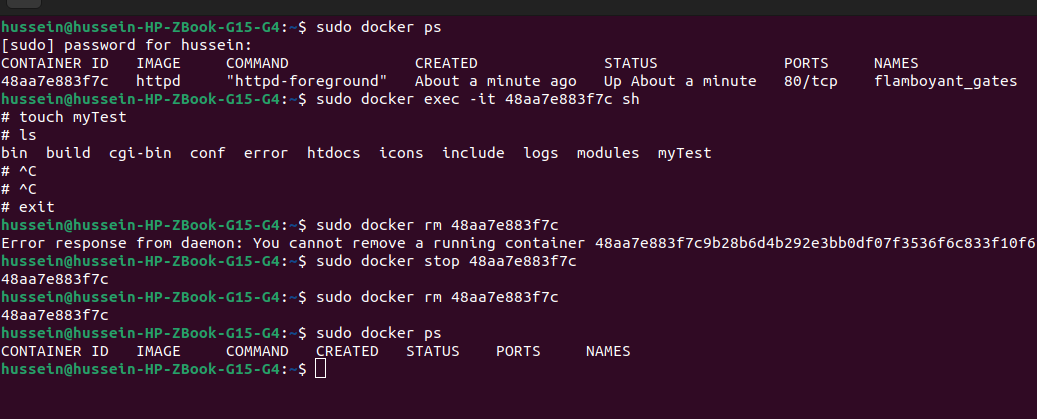 hussein@hussein-HP-ZBook-G15-G4:~$ sudo docker ps
[sudo] password for hussein:
CONTAINER ID   IMAGE     COMMAND              CREATED              STATUS              PORTS     NAMES
48aa7e883f7c   httpd     "httpd-foreground"   About a minute ago   Up About a minute   80/tcp    flamboyant_gates
hussein@hussein-HP-ZBook-G15-G4:~$ sudo docker exec -it 48aa7e883f7c sh
# touch myTest
# ls
bin  build  cgi-bin  conf  error  htdocs  icons  include  logs  modules  myTest
# ^C
# ^C
# exit
hussein@hussein-HP-ZBook-G15-G4:~$ sudo docker rm 48aa7e883f7c
Error response from daemon: You cannot remove a running container 48aa7e883f7c9b28b6d4b292e3bb0df07f3536f6c833f10f6
hussein@hussein-HP-ZBook-G15-G4:~$ sudo docker stop 48aa7e883f7c
48aa7e883f7c
hussein@hussein-HP-ZBook-G15-G4:~$ sudo docker rm 48aa7e883f7c
48aa7e883f7c
hussein@hussein-HP-ZBook-G15-G4:~$ sudo docker ps
CONTAINER ID   IMAGE     COMMAND   CREATED   STATUS    PORTS     NAMES
hussein@hussein-HP-ZBook-G15-G4:~$